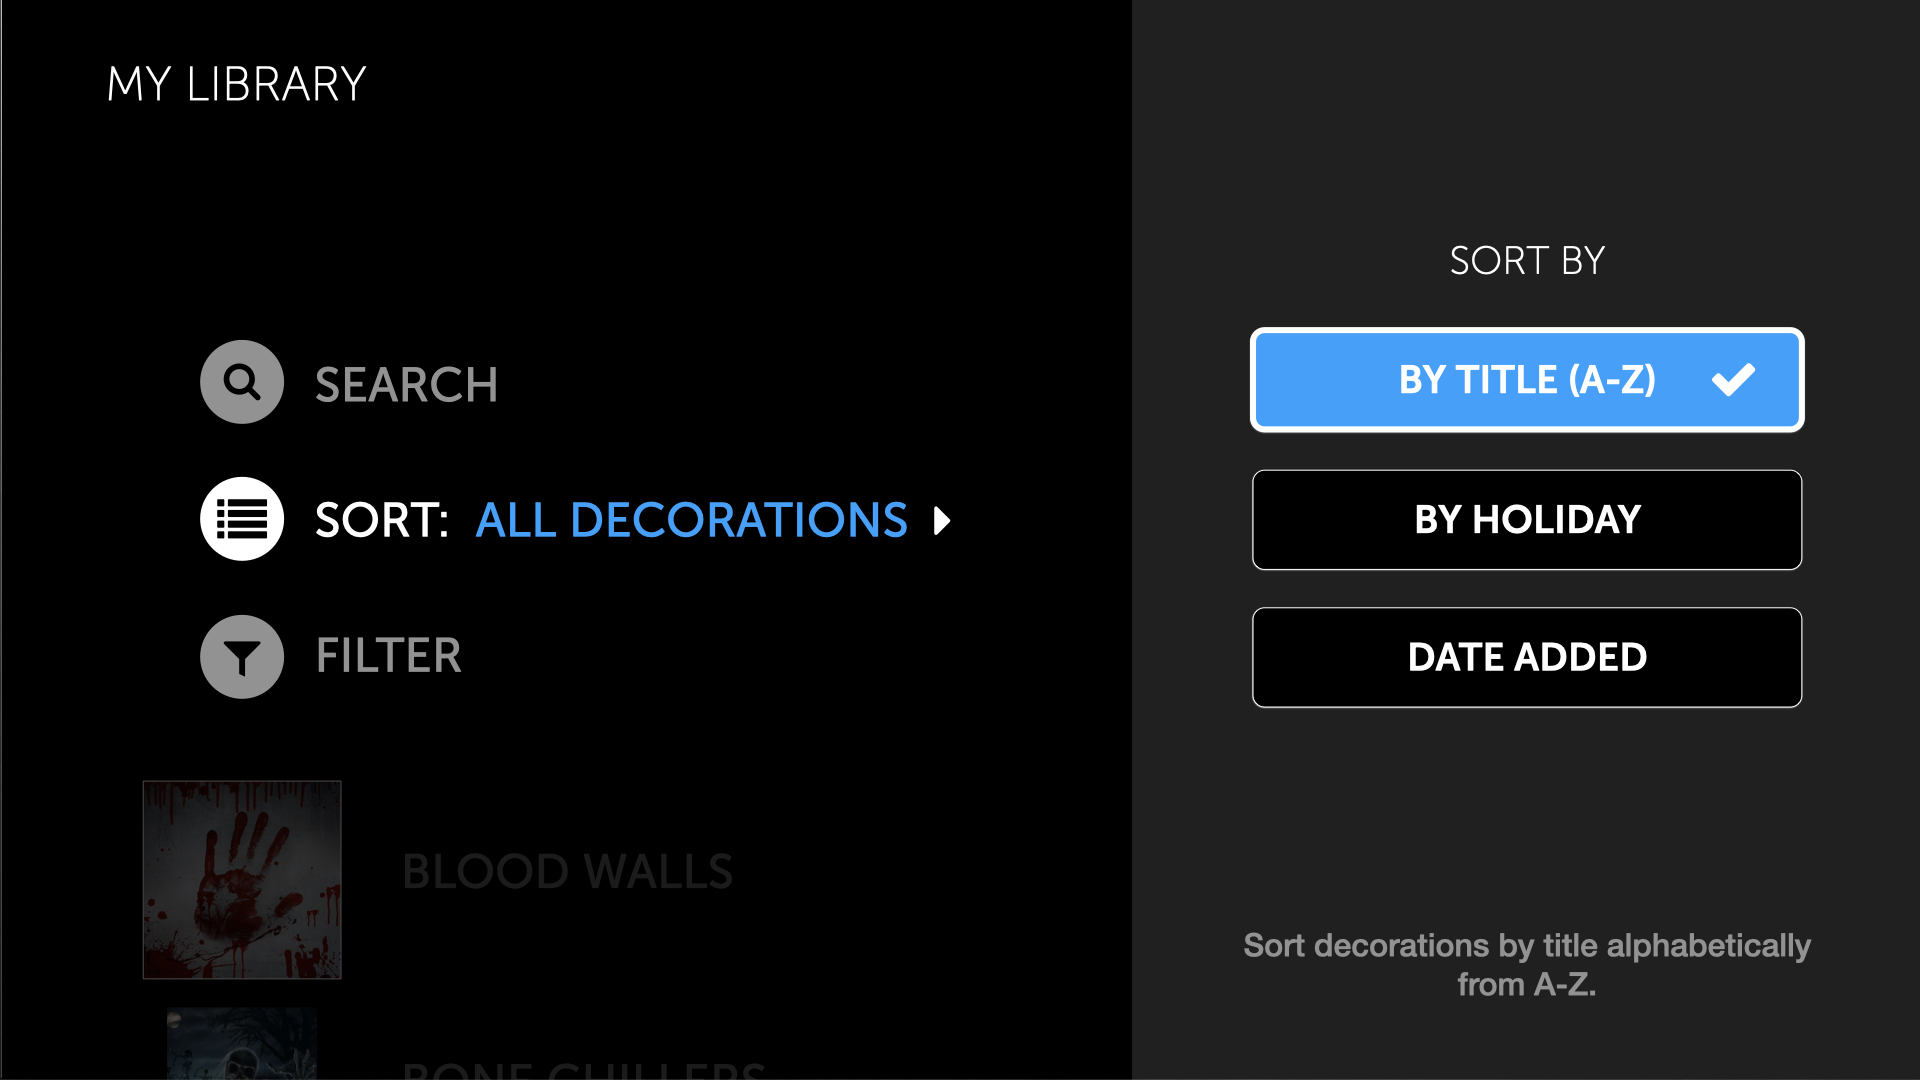 MY LIBRARY
SEARCH
SORT: ALL DECORATIONS
FILTER
BLOOD WALLS
BONE CHILLERS
SORT BY
BY TITLE (A-Z)
BY HOLIDAY
DATE ADDED
Sort decorations by title alphabetically
from A-Z.